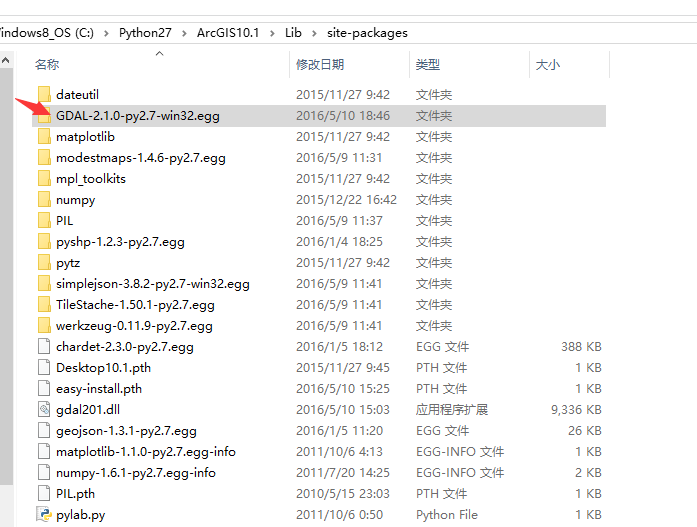 indows8_OS (C:) › Python27 › ArcGIS10.1 › Lib › site-packages
名称 修改日期 类型 大小
dateutil 2015/11/27 9:42 文件夹
GDAL-2.1.0-py2.7-win32.egg 2016/5/10 18:46 文件夹
matplotlib 2015/11/27 9:42 文件夹
modestmaps-1.4.6-py2.7.egg 2016/5/9 11:31 文件夹
mpl_toolkits 2015/11/27 9:42 文件夹
numpy 2015/12/22 16:42 文件夹
PIL 2016/5/9 11:37 文件夹
pyshp-1.2.3-py2.7.egg 2016/1/4 18:25 文件夹
pytz 2015/11/27 9:42 文件夹
simplejson-3.8.2-py2.7-win32.egg 2016/5/9 11:41 文件夹
TileStache-1.50.1-py2.7.egg 2016/5/9 11:41 文件夹
werkzeug-0.11.9-py2.7.egg 2016/5/9 11:41 文件夹
chardet-2.3.0-py2.7.egg 2016/1/5 18:12 EGG 文件 388 KB
Desktop10.1.pth 2015/11/27 9:45 PTH 文件 1 KB
easy-install.pth 2016/5/10 15:25 PTH 文件 1 KB
gdal201.dll 2016/5/10 15:03 应用程序扩展 9,336 KB
geojson-1.3.1-py2.7.egg 2016/1/5 11:20 EGG 文件 26 KB
matplotlib-1.1.0-py2.7.egg-info 2011/10/6 4:13 EGG-INFO 文件 1 KB
numpy-1.6.1-py2.7.egg-info 2011/7/20 14:25 EGG-INFO 文件 2 KB
PIL.pth 2010/5/15 23:03 PTH 文件 1 KB
pylab.py 2011/10/6 0:50 Python File 1 KB